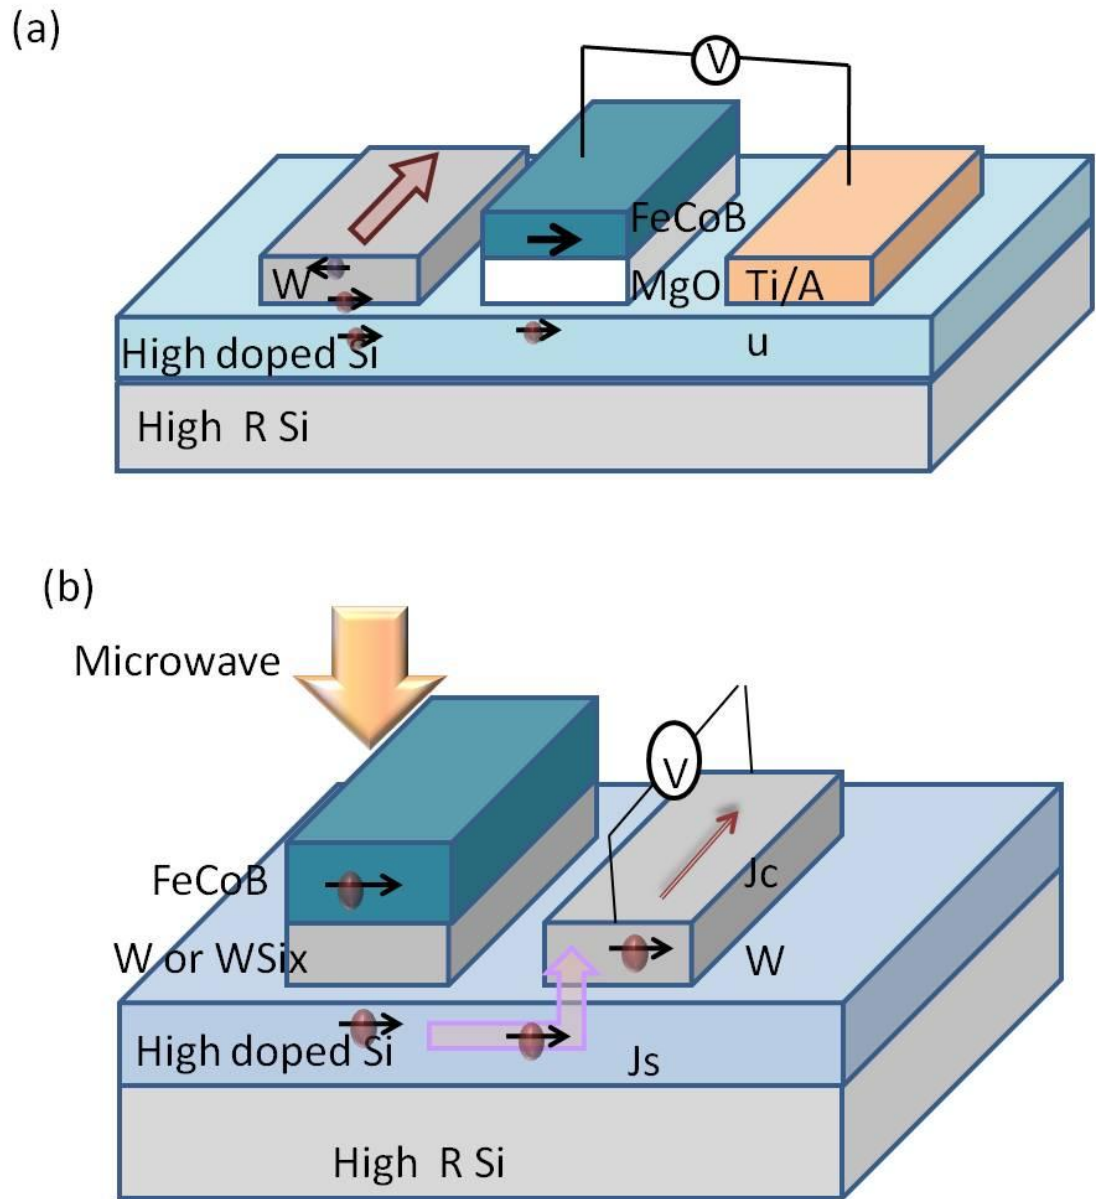 (a)
V
FeCoB
W
MgO
Ti/A
u
High doped Si
High R Si
(b)
Microwave
V
FeCoB
Jc
W or WSix
W
High doped Si
Js
High R Si